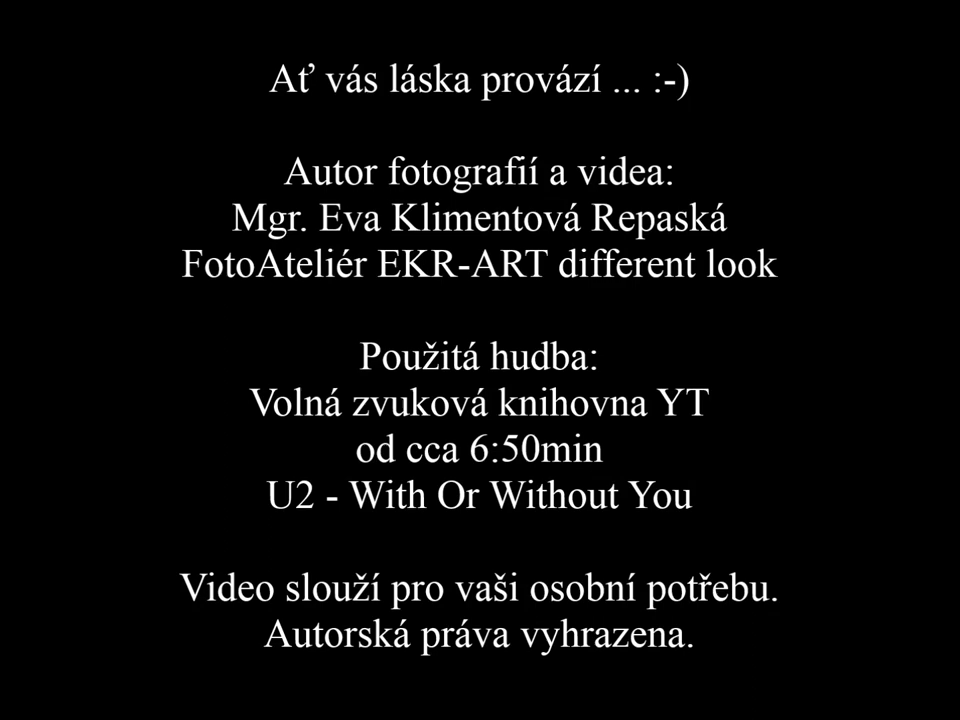 Ať vás láska provází ... :-)
Autor fotografií a videa:
Mgr. Eva Klimentová Repaská
FotoAteliér EKR-ART different look
Použitá hudba:
Volná zvuková knihovna YT
od cca 6:50min
U2 - With Or Without You
Video slouží pro vaši osobní potřebu.
Autorská práva vyhrazena.